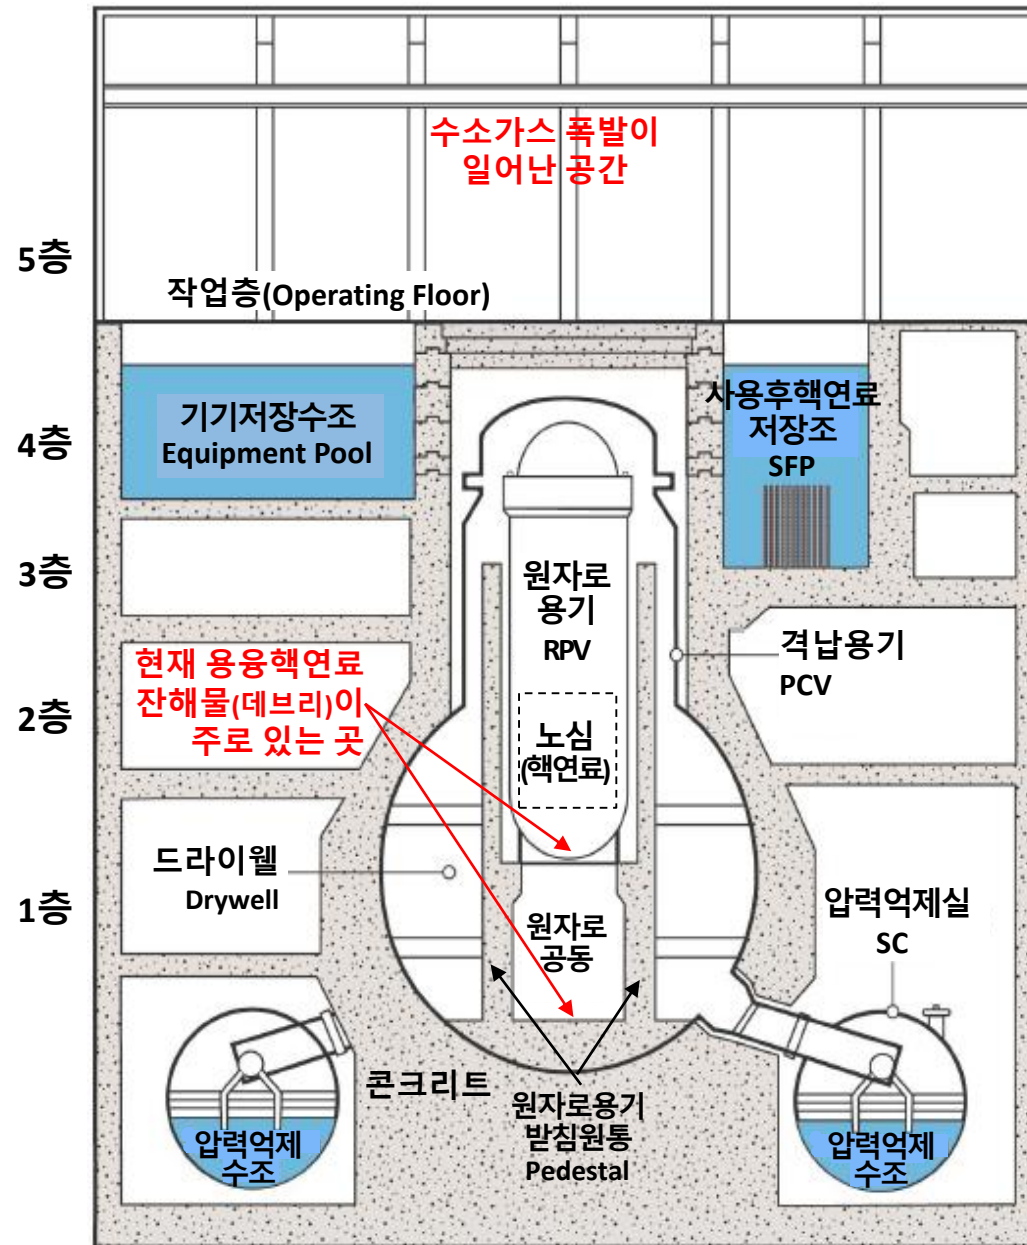 수소가스 폭발이
일어난 공간
5층
작업층(Operating Floor)
기기저장수조
Equipment Pool
사용후핵연료
저장조
SFP
4층
3층
원자로
용기
RPV
격납용기
PCV
현재 용융핵연료
잔해물(데브리)이
주로 있는 곳
2층
노심
(핵연료)
드라이웰
Drywell
1층
원자로
공동
압력억제실
SC
콘크리트
원자로용기
받침원통
Pedestal
압력억제
수조
압력억제
수조